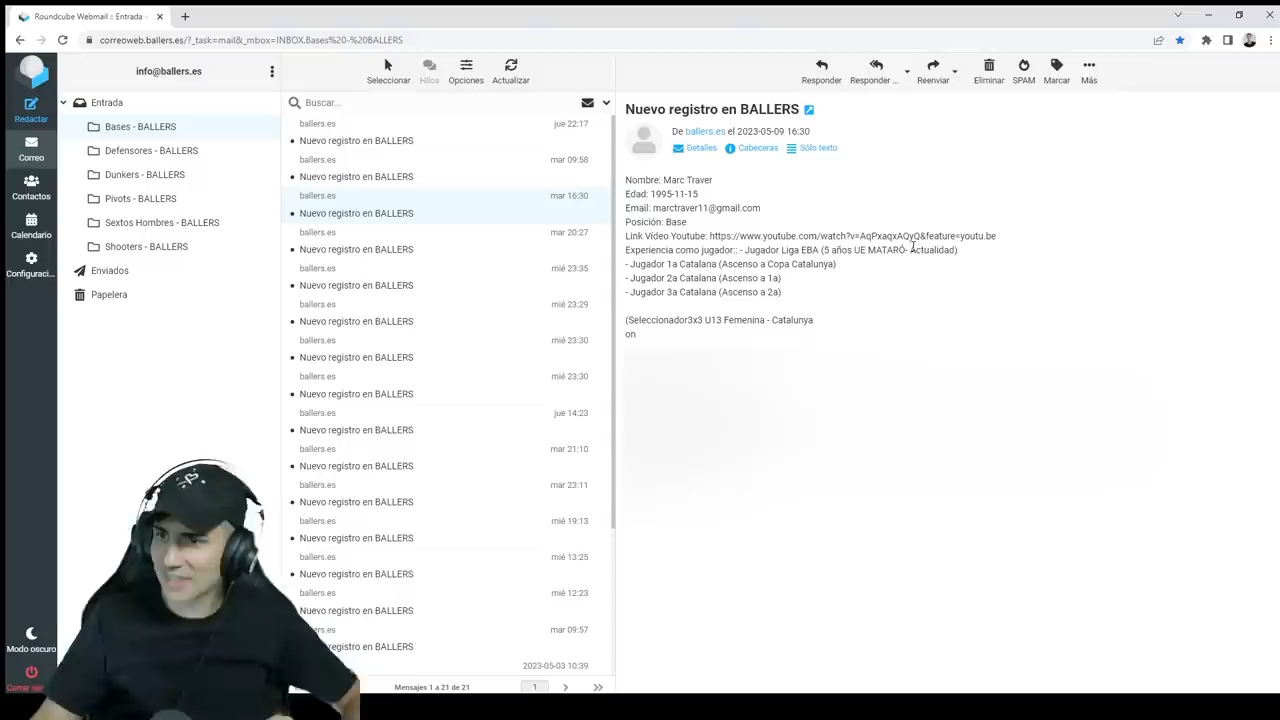 Roundcube Webmail :: Entrada -
correoweb.ballers.es/?_task=mail&_mbox=INBOX.Bases%20-%20BALLERS
Redactar
Correo
Contactos
Calendario
Configuraci...
Modo oscuro
Cerrar
info@ballers.es
Entrada
Bases - BALLERS
Defensores - BALLERS
Dunkers - BALLERS
Pivots - BALLERS
Sextos Hombres - BALLERS
Shooters - BALLERS
Enviados
Papelera
Seleccionar
Hilos
Opciones
Actualizar
Buscar...
ballers.es jue 22:17
Nuevo registro en BALLERS
ballers.es mar 09:58
Nuevo registro en BALLERS
ballers.es mar 16:30
Nuevo registro en BALLERS
ballers.es mar 20:27
Nuevo registro en BALLERS
ballers.es mié 23:35
Nuevo registro en BALLERS
ballers.es mié 23:29
Nuevo registro en BALLERS
ballers.es mié 23:30
Nuevo registro en BALLERS
ballers.es mié 23:30
Nuevo registro en BALLERS
ballers.es jue 14:23
Nuevo registro en BALLERS
ballers.es mar 21:10
Nuevo registro en BALLERS
ballers.es mar 23:11
Nuevo registro en BALLERS
ballers.es mié 19:13
Nuevo registro en BALLERS
ballers.es mié 13:25
Nuevo registro en BALLERS
ballers.es mié 12:23
Nuevo registro en BALLERS
mar 09:57
registro en BALLERS
2023-05-03 10:39
Mensajes 1 a 21 de 21
1
Responder
Responder ...
Reenviar
Eliminar
SPAM
Marcar
Más
Nuevo registro en BALLERS
De ballers.es el 2023-05-09 16:30
Detalles Cabeceras Sólo texto
Nombre: Marc Traver
Edad: 1995-11-15
Email: marctraver11@gmail.com
Posición: Base
Link Vídeo Youtube: https://www.youtube.com/watch?v=AqPxaqxAQyQ&feature=youtu.be
Experiencia como jugador:: - Jugador Liga EBA (5 años UE MATARÓ- Actualidad)
- Jugador 1a Catalana (Ascenso a Copa Catalunya)
- Jugador 2a Catalana (Ascenso a 1a)
- Jugador 3a Catalana (Ascenso a 2a)
(Seleccionador3x3 U13 Femenina - Catalunya
on